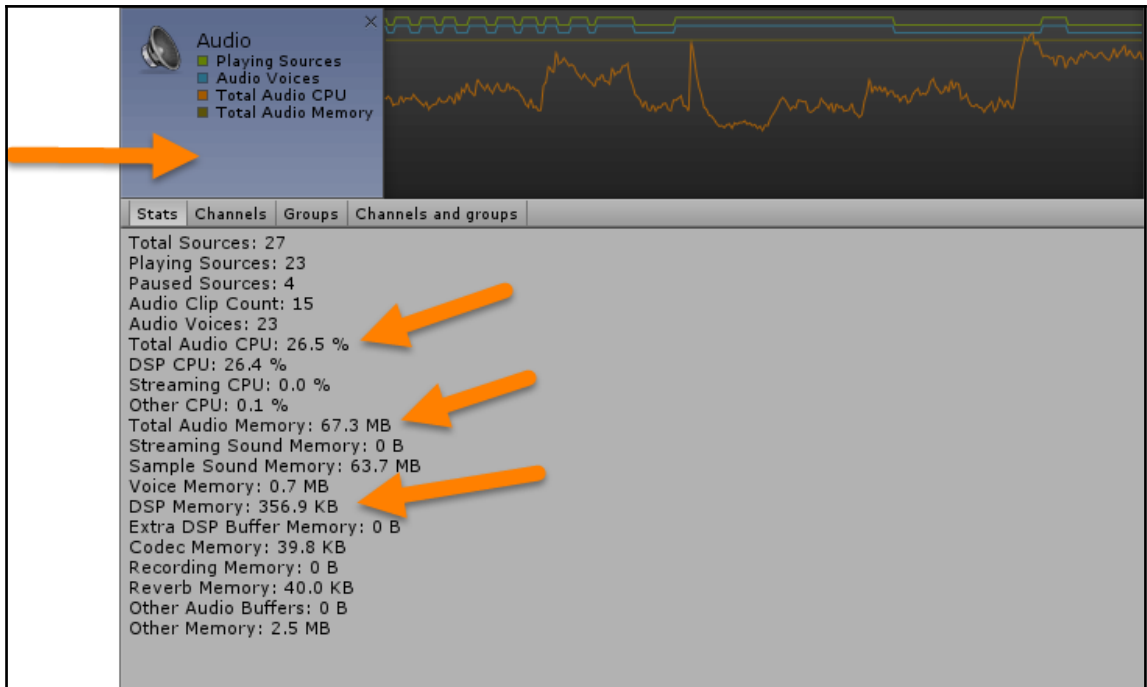 Audio
Playing Sources
Audio Voices
Total Audio CPU
Total Audio Memory
Stats Channels Groups Channels and groups
Total Sources: 27
Playing Sources: 23
Paused Sources: 4
Audio Clip Count: 15
Audio Voices: 23
Total Audio CPU: 26.5 %
DSP CPU: 26.4 %
Streaming CPU: 0.0 %
Other CPU: 0.1 %
Total Audio Memory: 67.3 MB
Streaming Sound Memory: 0 B
Sample Sound Memory: 63.7 MB
Voice Memory: 0.7 MB
DSP Memory: 356.9 KB
Extra DSP Buffer Memory: 0 B
Codec Memory: 39.8 KB
Recording Memory: 0 B
Reverb Memory: 40.0 KB
Other Audio Buffers: 0 B
Other Memory: 2.5 MB